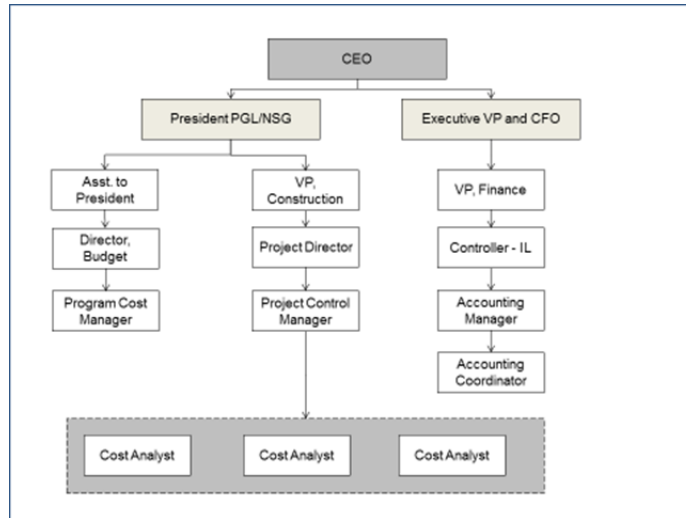 CEO
President PGL/NSG
Executive VP and CFO
Asst. to
President
VP,
Construction
VP, Finance
Director,
Budget
Project Director
Controller - IL
Program Cost
Manager
Project Control
Manager
Accounting
Manager
Accounting
Coordinator
Cost Analyst
Cost Analyst
Cost Analyst